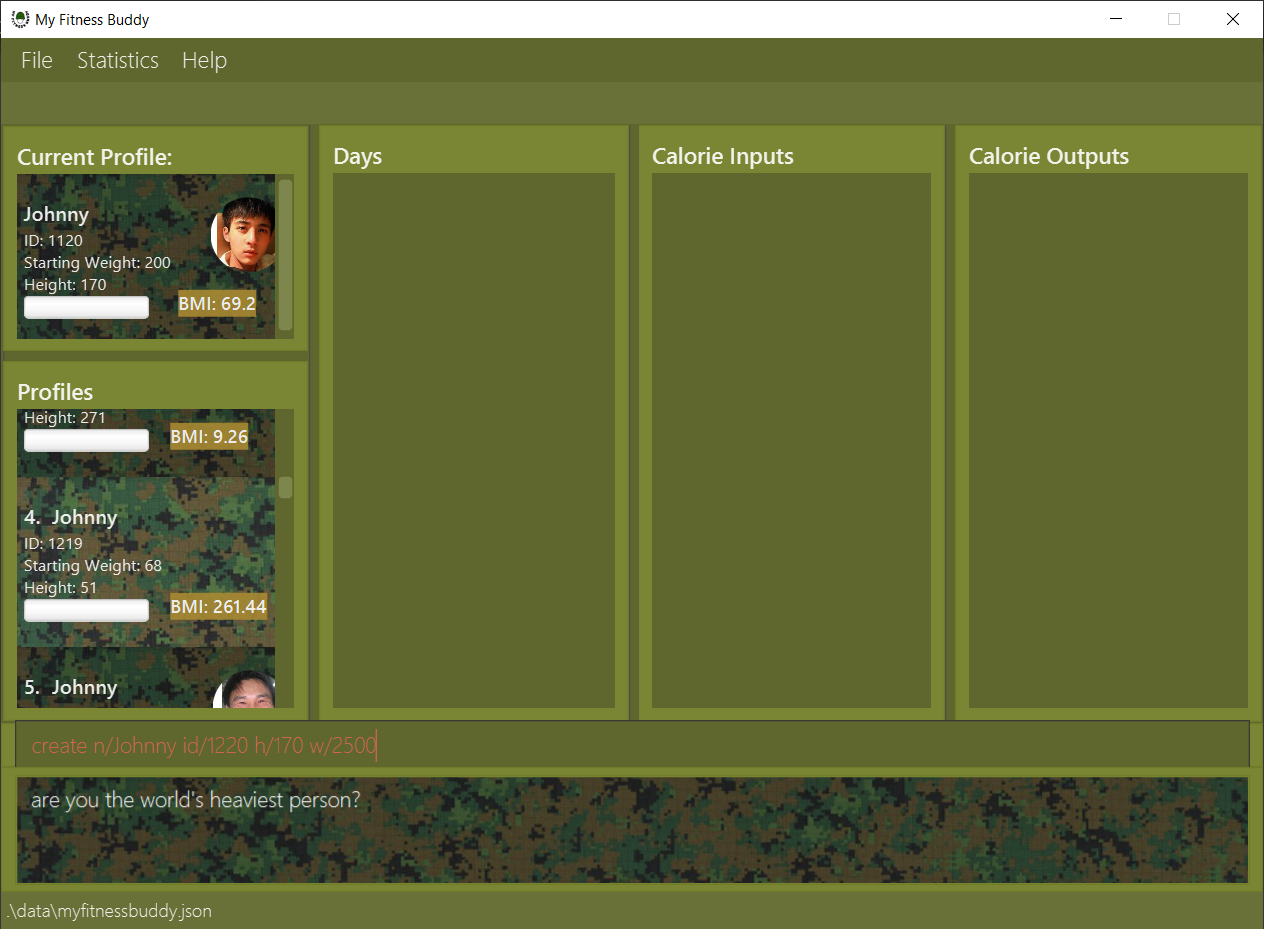 My Fitness Buddy
File Statistics Help
Current Profile:
Johnny
ID: 1120
Starting Weight: 200
Height: 170
BMI: 69.2
Profiles
Height: 271
BMI: 9.26
4. Johnny
ID: 1219
Starting Weight: 68
Height: 51
BMI: 261.44
5. Johnny
Days
Calorie Inputs
Calorie Outputs
create n/Johnny id/1220 h/170 w/2500
are you the world's heaviest person?
.\data\myfitnessbuddy.json